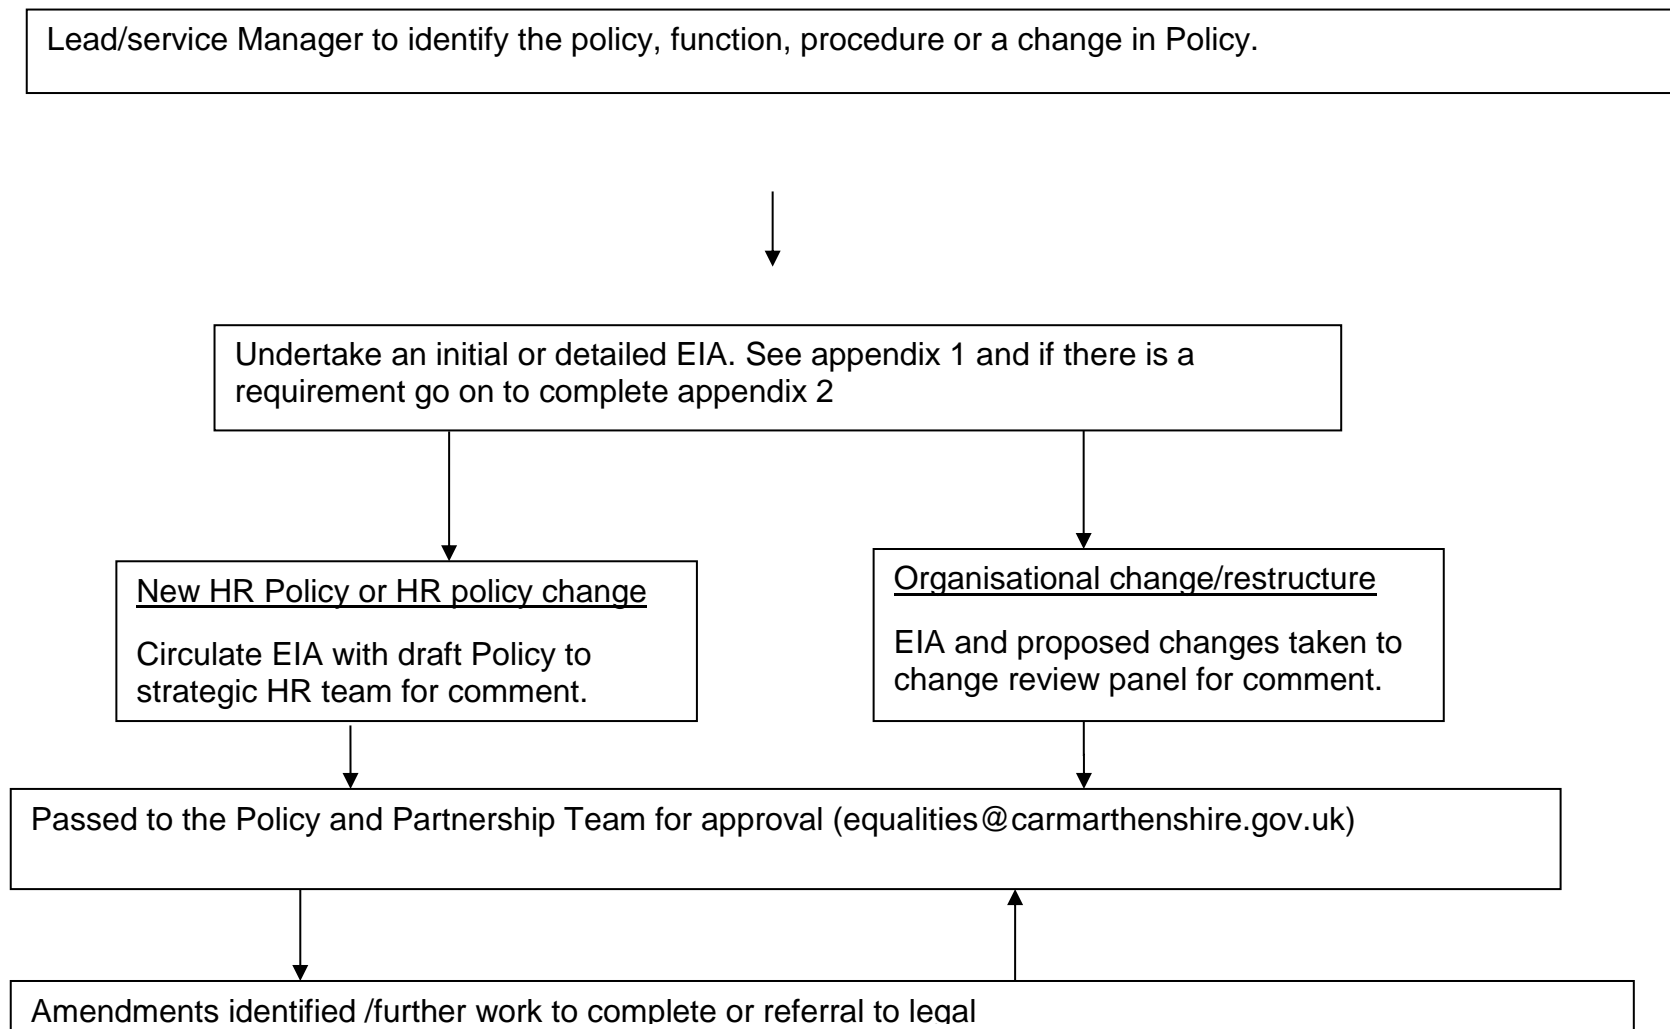 Lead/service Manager to identify the policy, function, procedure or a change in Policy.
Undertake an initial or detailed EIA. See appendix 1 and if there is a
requirement go on to complete appendix 2
New HR Policy or HR policy change
Circulate EIA with draft Policy to
strategic HR team for comment.
Organisational change/restructure
EIA and proposed changes taken to
change review panel for comment.
Passed to the Policy and Partnership Team for approval (equalities@carmarthenshire.gov.uk)
Amendments identified /further work to complete or referral to legal